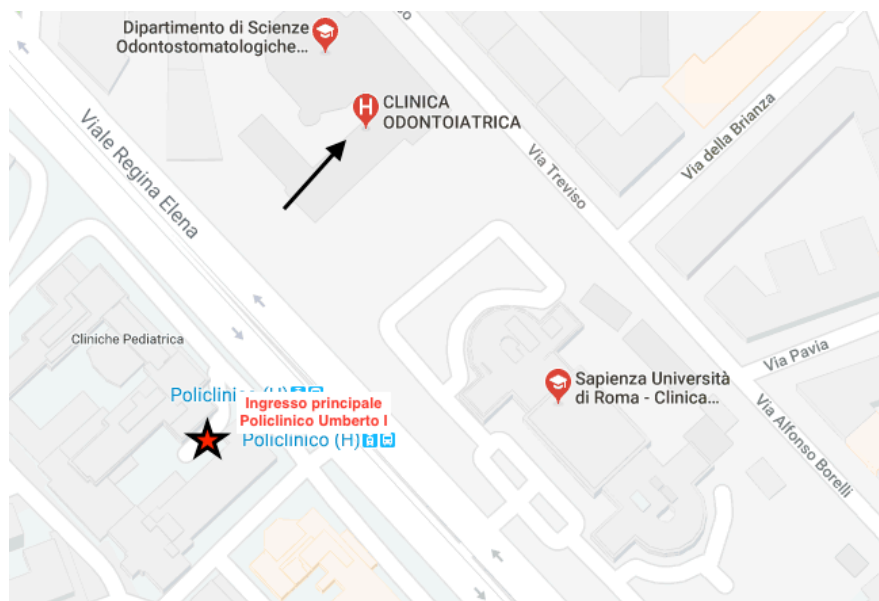 Dipartimento di Scienze
Odontostomatologiche...
H
CLINICA
ODONTOIATRICA
Viale Regina Elena
Via Treviso
Via della Brianza
Cliniche Pediatrica
Via Pavia
Sapienza Università
di Roma - Clinica...
Via Alfonso Borelli
Ingresso principale
Policlinico Umberto I
Policlinico (H)